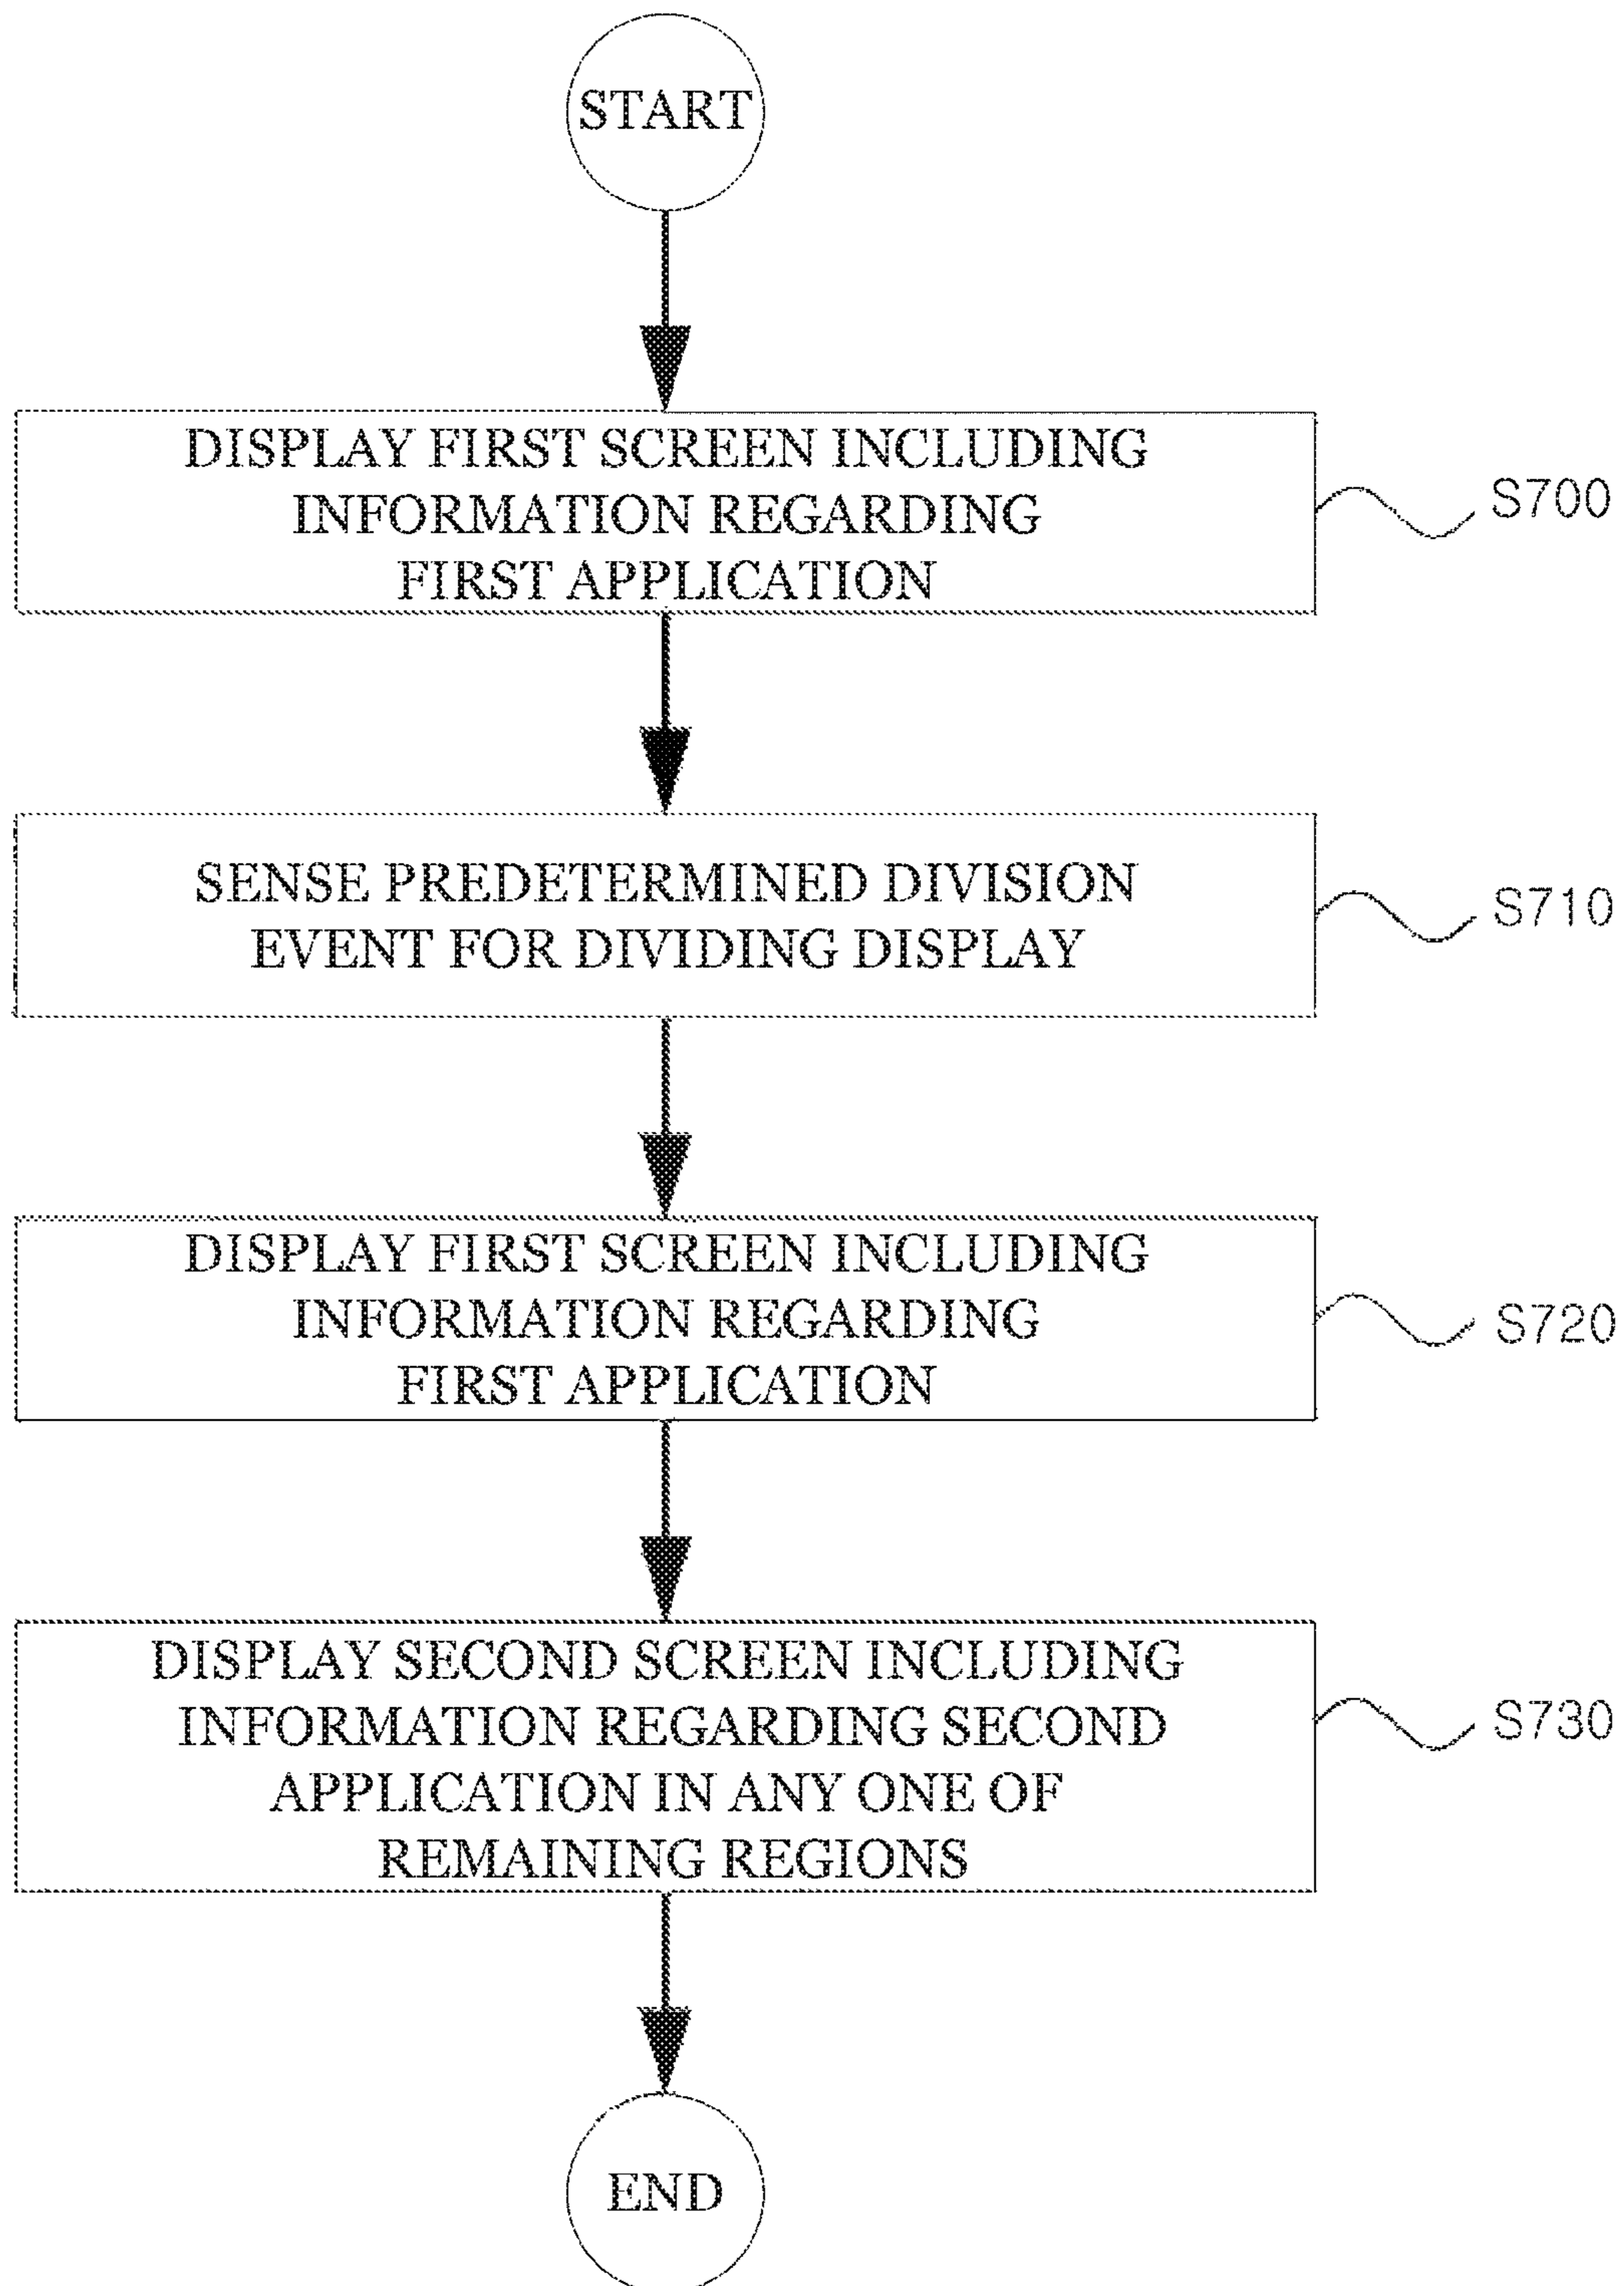 START
DISPLAY FIRST SCREEN INCLUDING
INFORMATION REGARDING
FIRST APPLICATION
S700
SENSE PREDETERMINED DIVISION
EVENT FOR DIVIDING DISPLAY
S710
DISPLAY FIRST SCREEN INCLUDING
INFORMATION REGARDING
FIRST APPLICATION
S720
DISPLAY SECOND SCREEN INCLUDING
INFORMATION REGARDING SECOND
APPLICATION IN ANY ONE OF
REMAINING REGIONS
S730
END